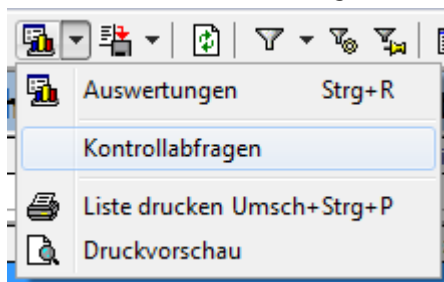 Auswertungen Strg+R
Kontrollabfragen
Liste drucken Umsch+Strg+P
Druckvorschau